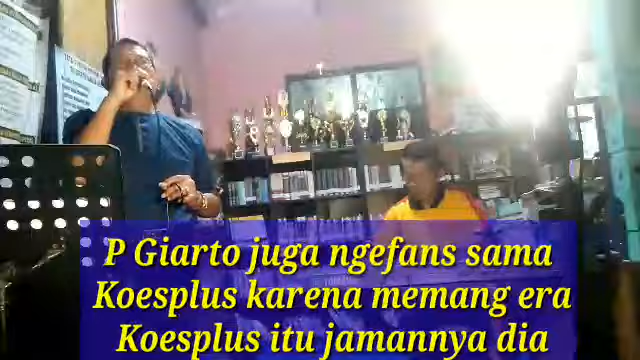 P Giarto juga ngefans sama
Koesplus karena memang era
Koesplus itu jamannya dia